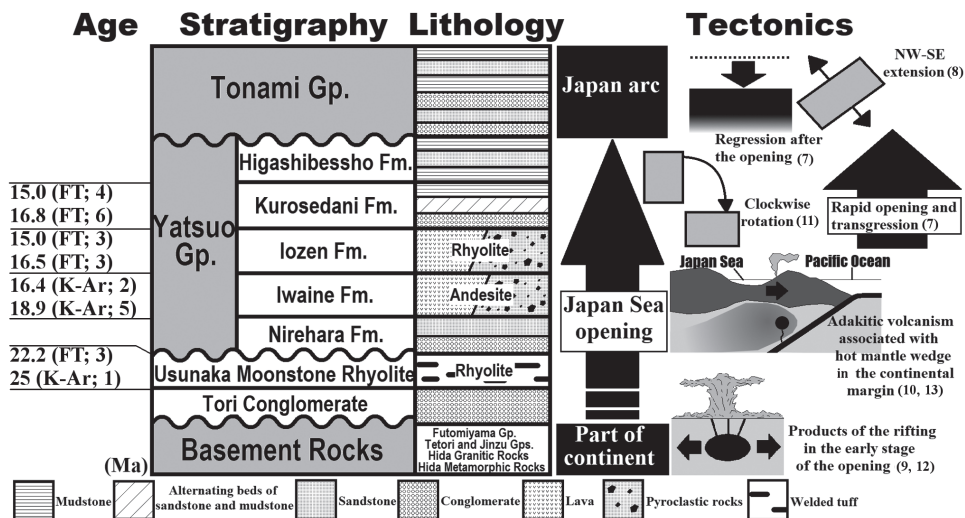 Age Stratigraphy Lithology Tectonics
Tonami Gp.
Higashibessho Fm.
15.0 (FT; 4)
16.8 (FT; 6)
Kurosedani Fm.
Yatsuo
Gp.
15.0 (FT; 3)
16.5 (FT; 3)
Iozen Fm.
Rhyolite
16.4 (K-Ar; 2)
18.9 (K-Ar; 5)
Iwaine Fm.
Andesite
Nirehara Fm.
22.2 (FT; 3)
25 (K-Ar; 1)
Usunaka Moonstone Rhyolite
Rhyolite
Tori Conglomerate
Basement Rocks
Futomiyama Gp.
Tetori and Jinzu Gps.
Hida Granitic Rocks
Hida Metamorphic Rocks
(Ma)
Japan arc
Japan Sea
opening
Part of
continent
NW-SE
extension (8)
Regression after
the opening (7)
Clockwise
rotation (11)
Rapid opening and
transgression (7)
Japan Sea Pacific Ocean
Adakitic volcanism
associated with
hot mantle wedge
in the continental
margin (10, 13)
Products of the rifting
in the early stage
of the opening (9, 12)
Mudstone
Alternating beds of
sandstone and mudstone
Sandstone
Conglomerate
Lava
Pyroclastic rocks
Welded tuff